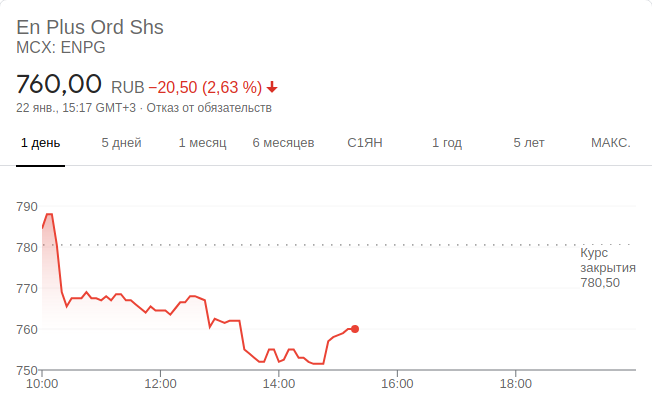 En Plus Ord Shs
MCX: ENPG
760,00 RUB −20,50 (2,63 %)
22 янв., 15:17 GMT+3 · Отказ от обязательств
1 день 5 дней 1 месяц 6 месяцев С1ЯН 1 год 5 лет МАКС.
790
780
Курс
закрытия
780,50
770
760
750
10:00 12:00 14:00 16:00 18:00